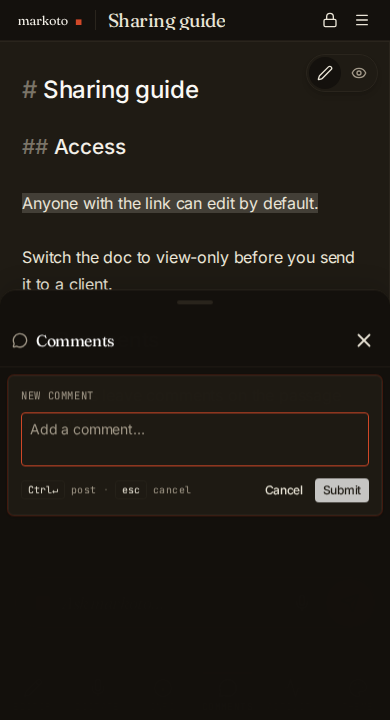 markoto
Sharing guide
# Sharing guide
## Access
Anyone with the link can edit by default.
Switch the doc to view-only before you send
it to a client.
Comments
NEW COMMENT
Add a comment...
Ctrl↵ post · esc cancel
Cancel
Submit